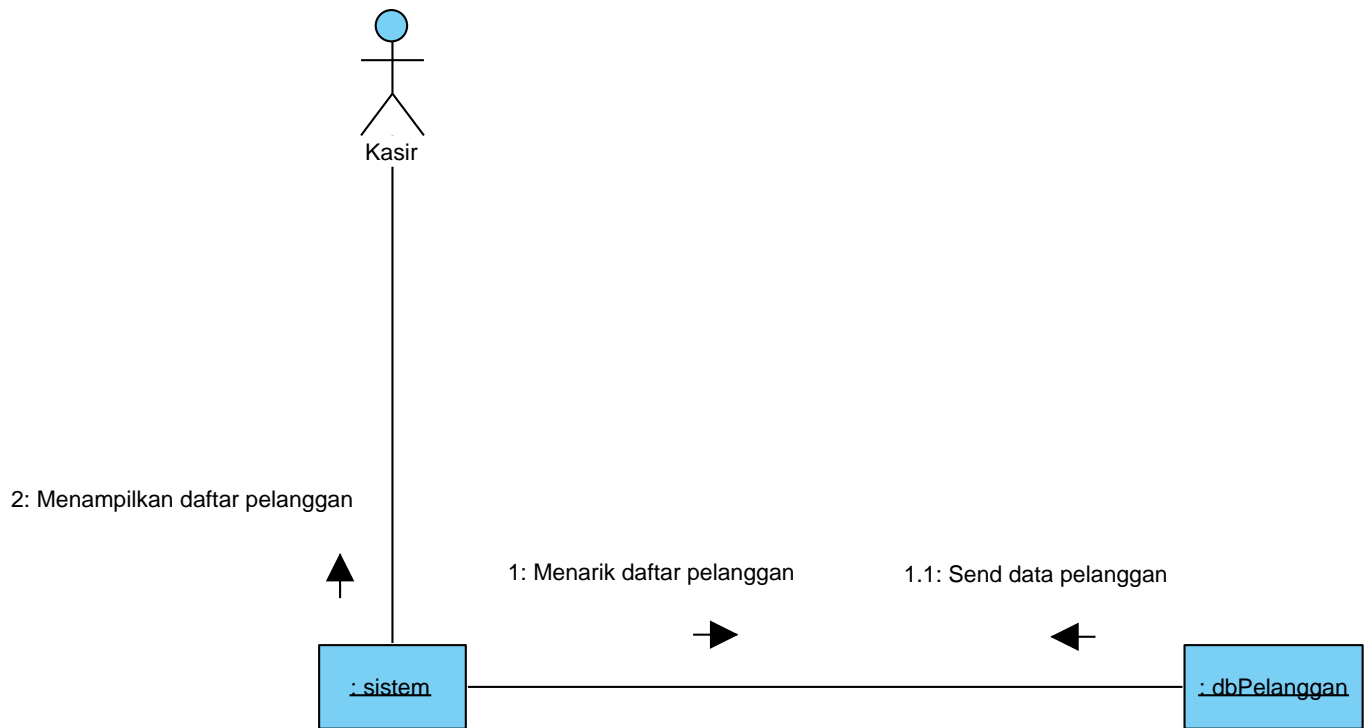 Kasir
2: Menampilkan daftar pelanggan
1: Menarik daftar pelanggan
1.1: Send data pelanggan
: sistem
: dbPelanggan